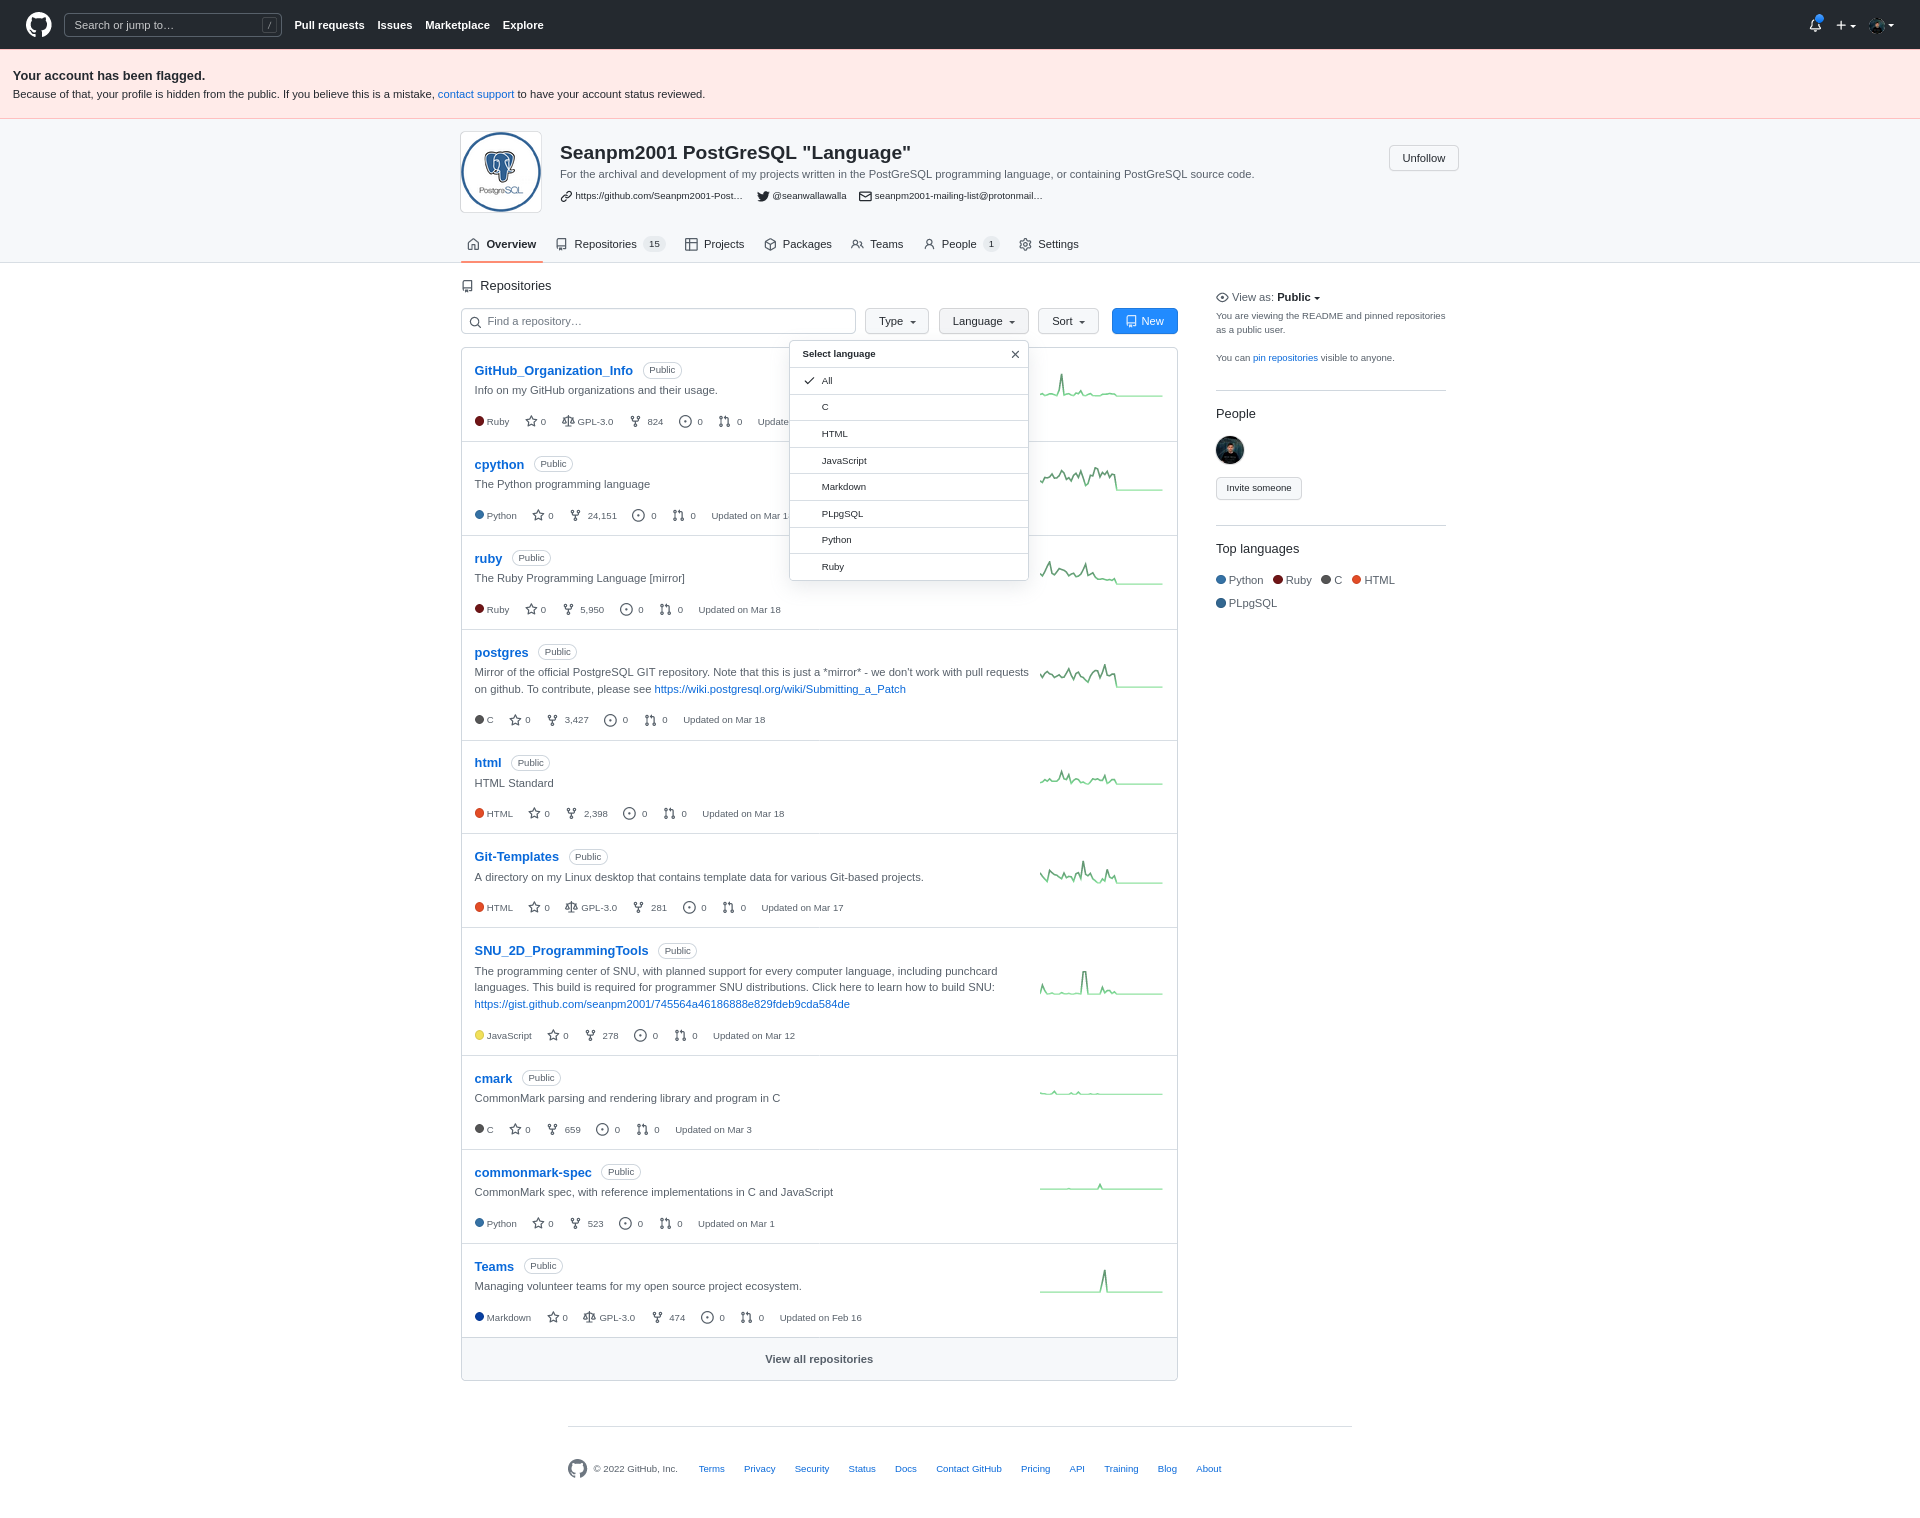 Search or jump to… /
Pull requests Issues Marketplace Explore
Your account has been flagged.
Because of that, your profile is hidden from the public. If you believe this is a mistake, contact support to have your account status reviewed.
PostgreSQL
Seanpm2001 PostGreSQL "Language"
Unfollow
For the archival and development of my projects written in the PostGreSQL programming language, or containing PostGreSQL source code.
https://github.com/Seanpm2001-Post… @seanwallawalla seanpm2001-mailing-list@protonmail…
Overview Repositories 15 Projects Packages Teams People 1 Settings
Repositories
Find a repository… Type Language Sort New
Select language
All
C
HTML
JavaScript
Markdown
PLpgSQL
Python
Ruby
GitHub_Organization_Info Public
Info on my GitHub organizations and their usage.
Ruby 0 GPL-3.0 824 0 0 Update
cpython Public
The Python programming language
Python 0 24,151 0 0 Updated on Mar 1
ruby Public
The Ruby Programming Language [mirror]
Ruby 0 5,950 0 0 Updated on Mar 18
postgres Public
Mirror of the official PostgreSQL GIT repository. Note that this is just a *mirror* - we don't work with pull requests
on github. To contribute, please see https://wiki.postgresql.org/wiki/Submitting_a_Patch
C 0 3,427 0 0 Updated on Mar 18
html Public
HTML Standard
HTML 0 2,398 0 0 Updated on Mar 18
Git-Templates Public
A directory on my Linux desktop that contains template data for various Git-based projects.
HTML 0 GPL-3.0 281 0 0 Updated on Mar 17
SNU_2D_ProgrammingTools Public
The programming center of SNU, with planned support for every computer language, including punchcard
languages. This build is required for programmer SNU distributions. Click here to learn how to build SNU:
https://gist.github.com/seanpm2001/745564a46186888e829fdeb9cda584de
JavaScript 0 278 0 0 Updated on Mar 12
cmark Public
CommonMark parsing and rendering library and program in C
C 0 659 0 0 Updated on Mar 3
commonmark-spec Public
CommonMark spec, with reference implementations in C and JavaScript
Python 0 523 0 0 Updated on Mar 1
Teams Public
Managing volunteer teams for my open source project ecosystem.
Markdown 0 GPL-3.0 474 0 0 Updated on Feb 16
View all repositories
View as: Public
You are viewing the README and pinned repositories
as a public user.
You can pin repositories visible to anyone.
People
Invite someone
Top languages
Python Ruby C HTML
PLpgSQL
© 2022 GitHub, Inc. Terms Privacy Security Status Docs Contact GitHub Pricing API Training Blog About